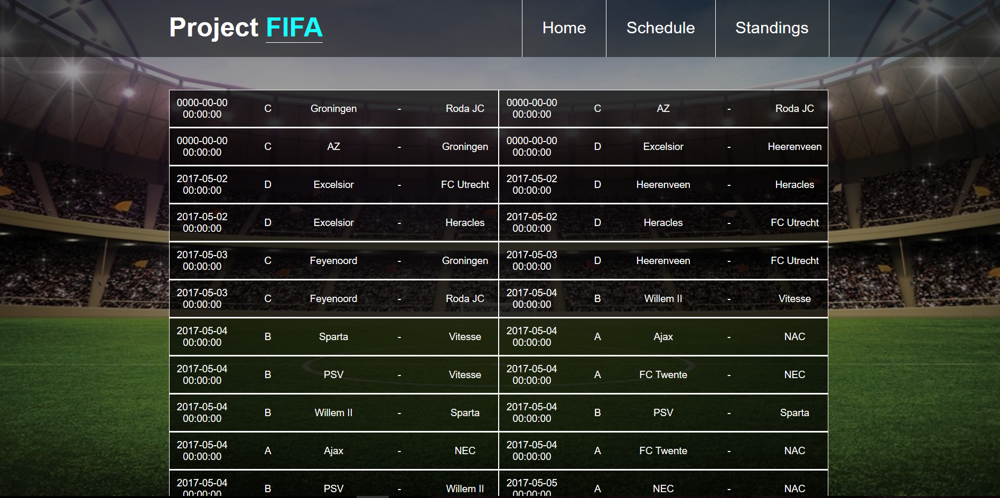 Project FIFA
Home Schedule Standings
0000-00-00 00:00:00 C Groningen - Roda JC
0000-00-00 00:00:00 C AZ - Roda JC
0000-00-00 00:00:00 C AZ - Groningen
0000-00-00 00:00:00 D Excelsior - Heerenveen
2017-05-02 00:00:00 D Excelsior - FC Utrecht
2017-05-02 00:00:00 D Heerenveen - Heracles
2017-05-02 00:00:00 D Excelsior - Heracles
2017-05-02 00:00:00 D Heracles - FC Utrecht
2017-05-03 00:00:00 C Feyenoord - Groningen
2017-05-03 00:00:00 D Heerenveen - FC Utrecht
2017-05-03 00:00:00 C Feyenoord - Roda JC
2017-05-04 00:00:00 B Willem II - Vitesse
2017-05-04 00:00:00 B Sparta - Vitesse
2017-05-04 00:00:00 A Ajax - NAC
2017-05-04 00:00:00 B PSV - Vitesse
2017-05-04 00:00:00 A FC Twente - NEC
2017-05-04 00:00:00 B Willem II - Sparta
2017-05-04 00:00:00 B PSV - Sparta
2017-05-04 00:00:00 A Ajax - NEC
2017-05-04 00:00:00 A FC Twente - NAC
2017-05-04 00:00:00 B PSV - Willem II
2017-05-05 00:00:00 A NEC - NAC